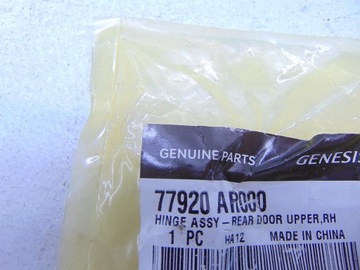 GENUINE PARTS GENESIS
77920 AR000
HINGE ASSY-REAR DOOR UPPER,RH
1 PC HA12 MADE IN CHINA